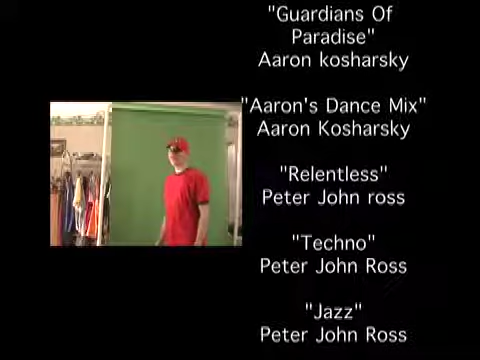 "Guardians Of
Paradise"
Aaron kosharsky
"Aaron's Dance Mix"
Aaron Kosharsky
"Relentless"
Peter John ross
"Techno"
Peter John Ross
"Jazz"
Peter John Ross